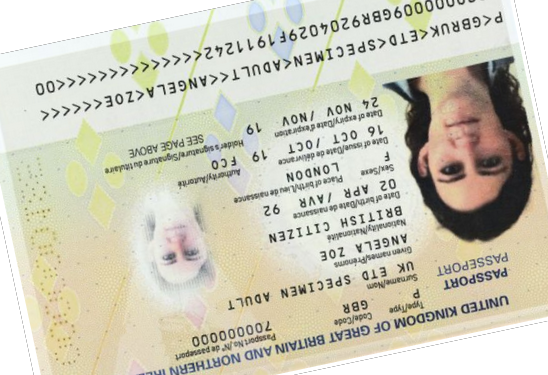 UNITED KINGDOM OF GREAT BRITAIN AND NORTHERN IREL
PASSPORT
PASSEPORT
Type/Type
P
Code/Code
GBR
Passport No./Nº de passeport
700000000
Surname/Nom
UK ETD SPECIMEN ADULT
Given names/Prénoms
ANGELA ZOE
Nationality/Nationalité
BRITISH CITIZEN
Date of birth/Date de naissance
02 APR /AVR 92
Sex/Sexe
F
Place of birth/Lieu de naissance
LONDON
Date of issue/Date de délivrance
16 OCT /OCT 19
Authority/Autorité
FCO
Date of expiry/Date d'expiration
24 NOV /NOV 19
Holder's signature/Signature du titulaire
SEE PAGE ABOVE
P<GBRUK<ETD<SPECIMEN<ADULT<<ANGELA<ZOE<<<<<<
0000009GBR9204029F1911242<<<<<<<<<<<<<<00